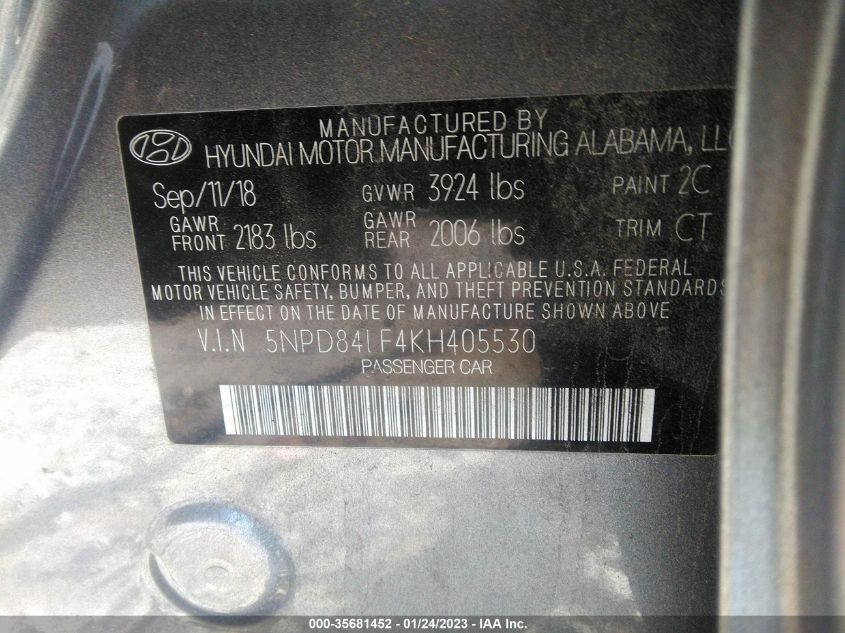 MANUFACTURED BY
HYUNDAI MOTOR MANUFACTURING ALABAMA, LLC
Sep/11/18 GVWR 3924 lbs PAINT 2C
GAWR FRONT 2183 lbs GAWR REAR 2006 lbs TRIM CT
THIS VEHICLE CONFORMS TO ALL APPLICABLE U.S.A. FEDERAL
MOTOR VEHICLE SAFETY, BUMPER, AND THEFT PREVENTION STANDARDS
IN EFFECT ON THE DATE OF MANUFACTURE SHOWN ABOVE
V.I.N 5NPD84LF4KH405530
PASSENGER CAR
000-35681452 - 01/24/2023 - IAA Inc.